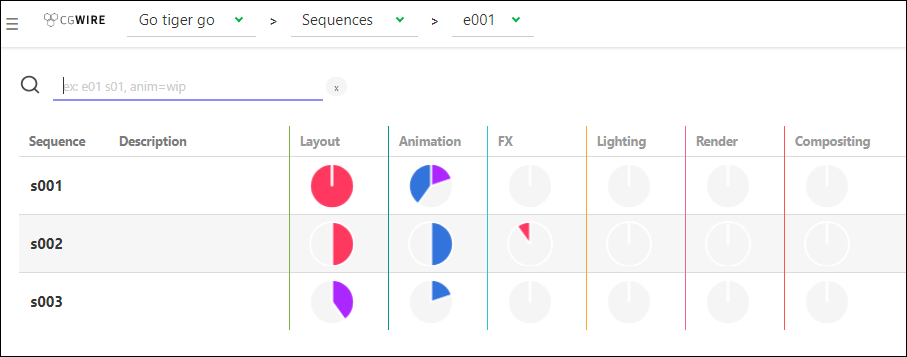 CGWIRE Go tiger go > Sequences > e001
ex: e01 s01, anim=wip x
Sequence Description Layout Animation FX Lighting Render Compositing
s001
s002
s003